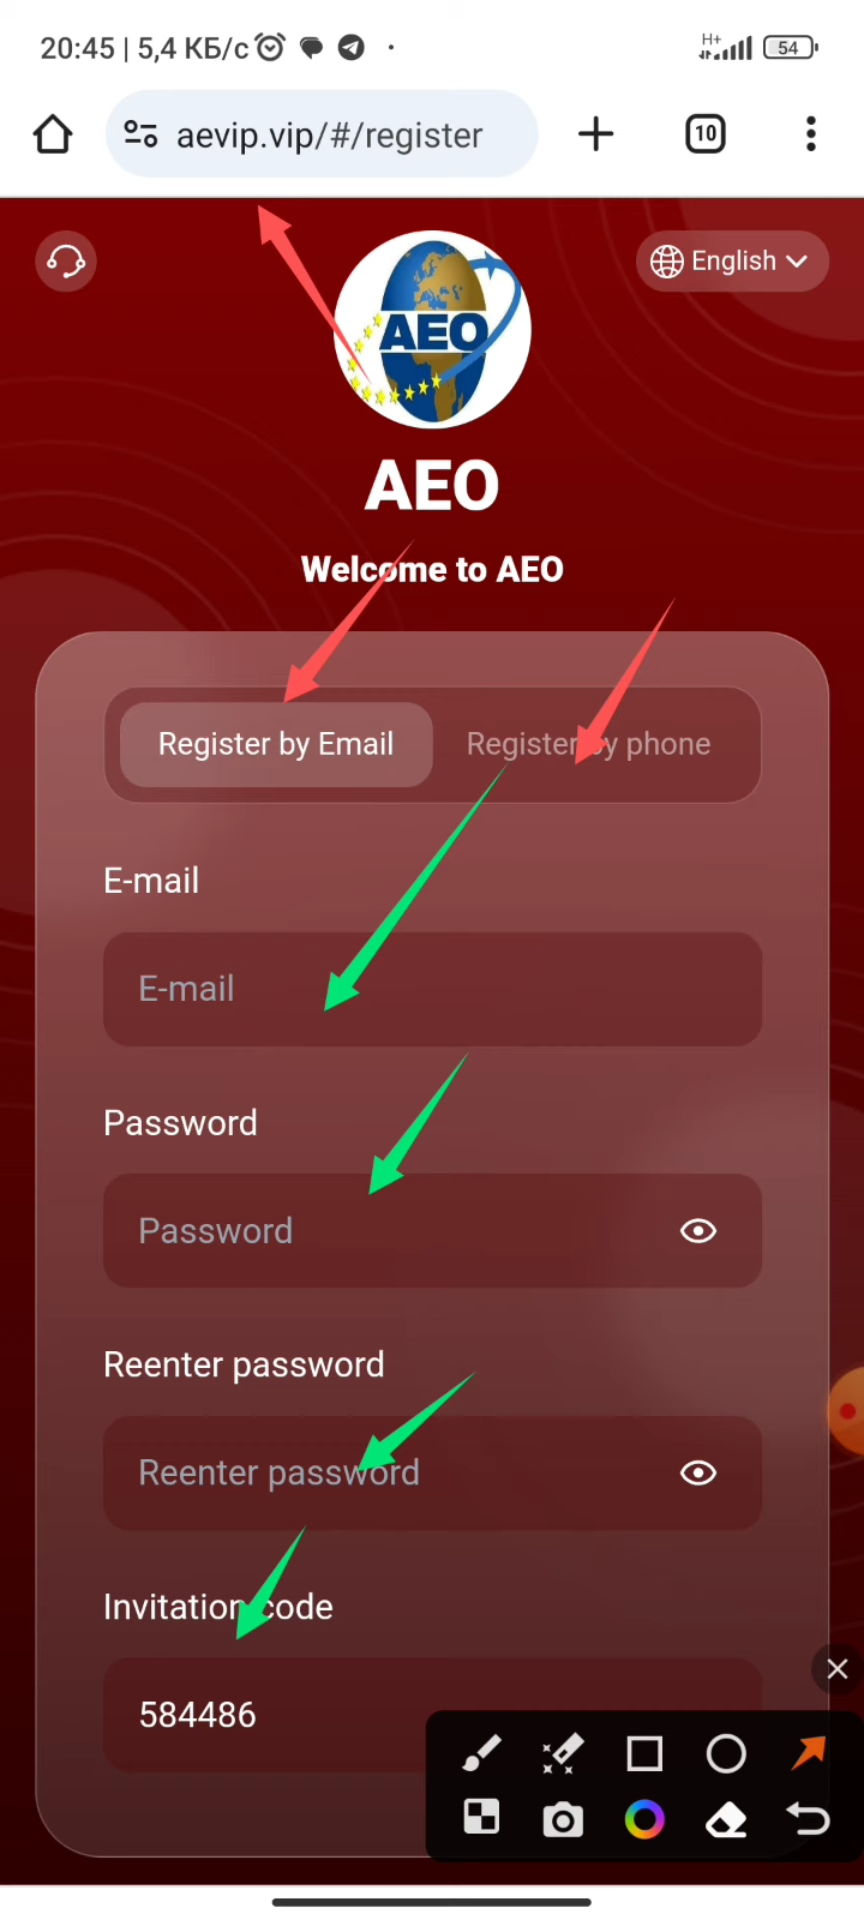 20:45 | 5,4 КБ/с
H+
54
aevip.vip/#/register
10
AEO
English
AEO
Welcome to AEO
Register by Email
Register by phone
E-mail
E-mail
Password
Password
Reenter password
Reenter password
Invitation code
584486